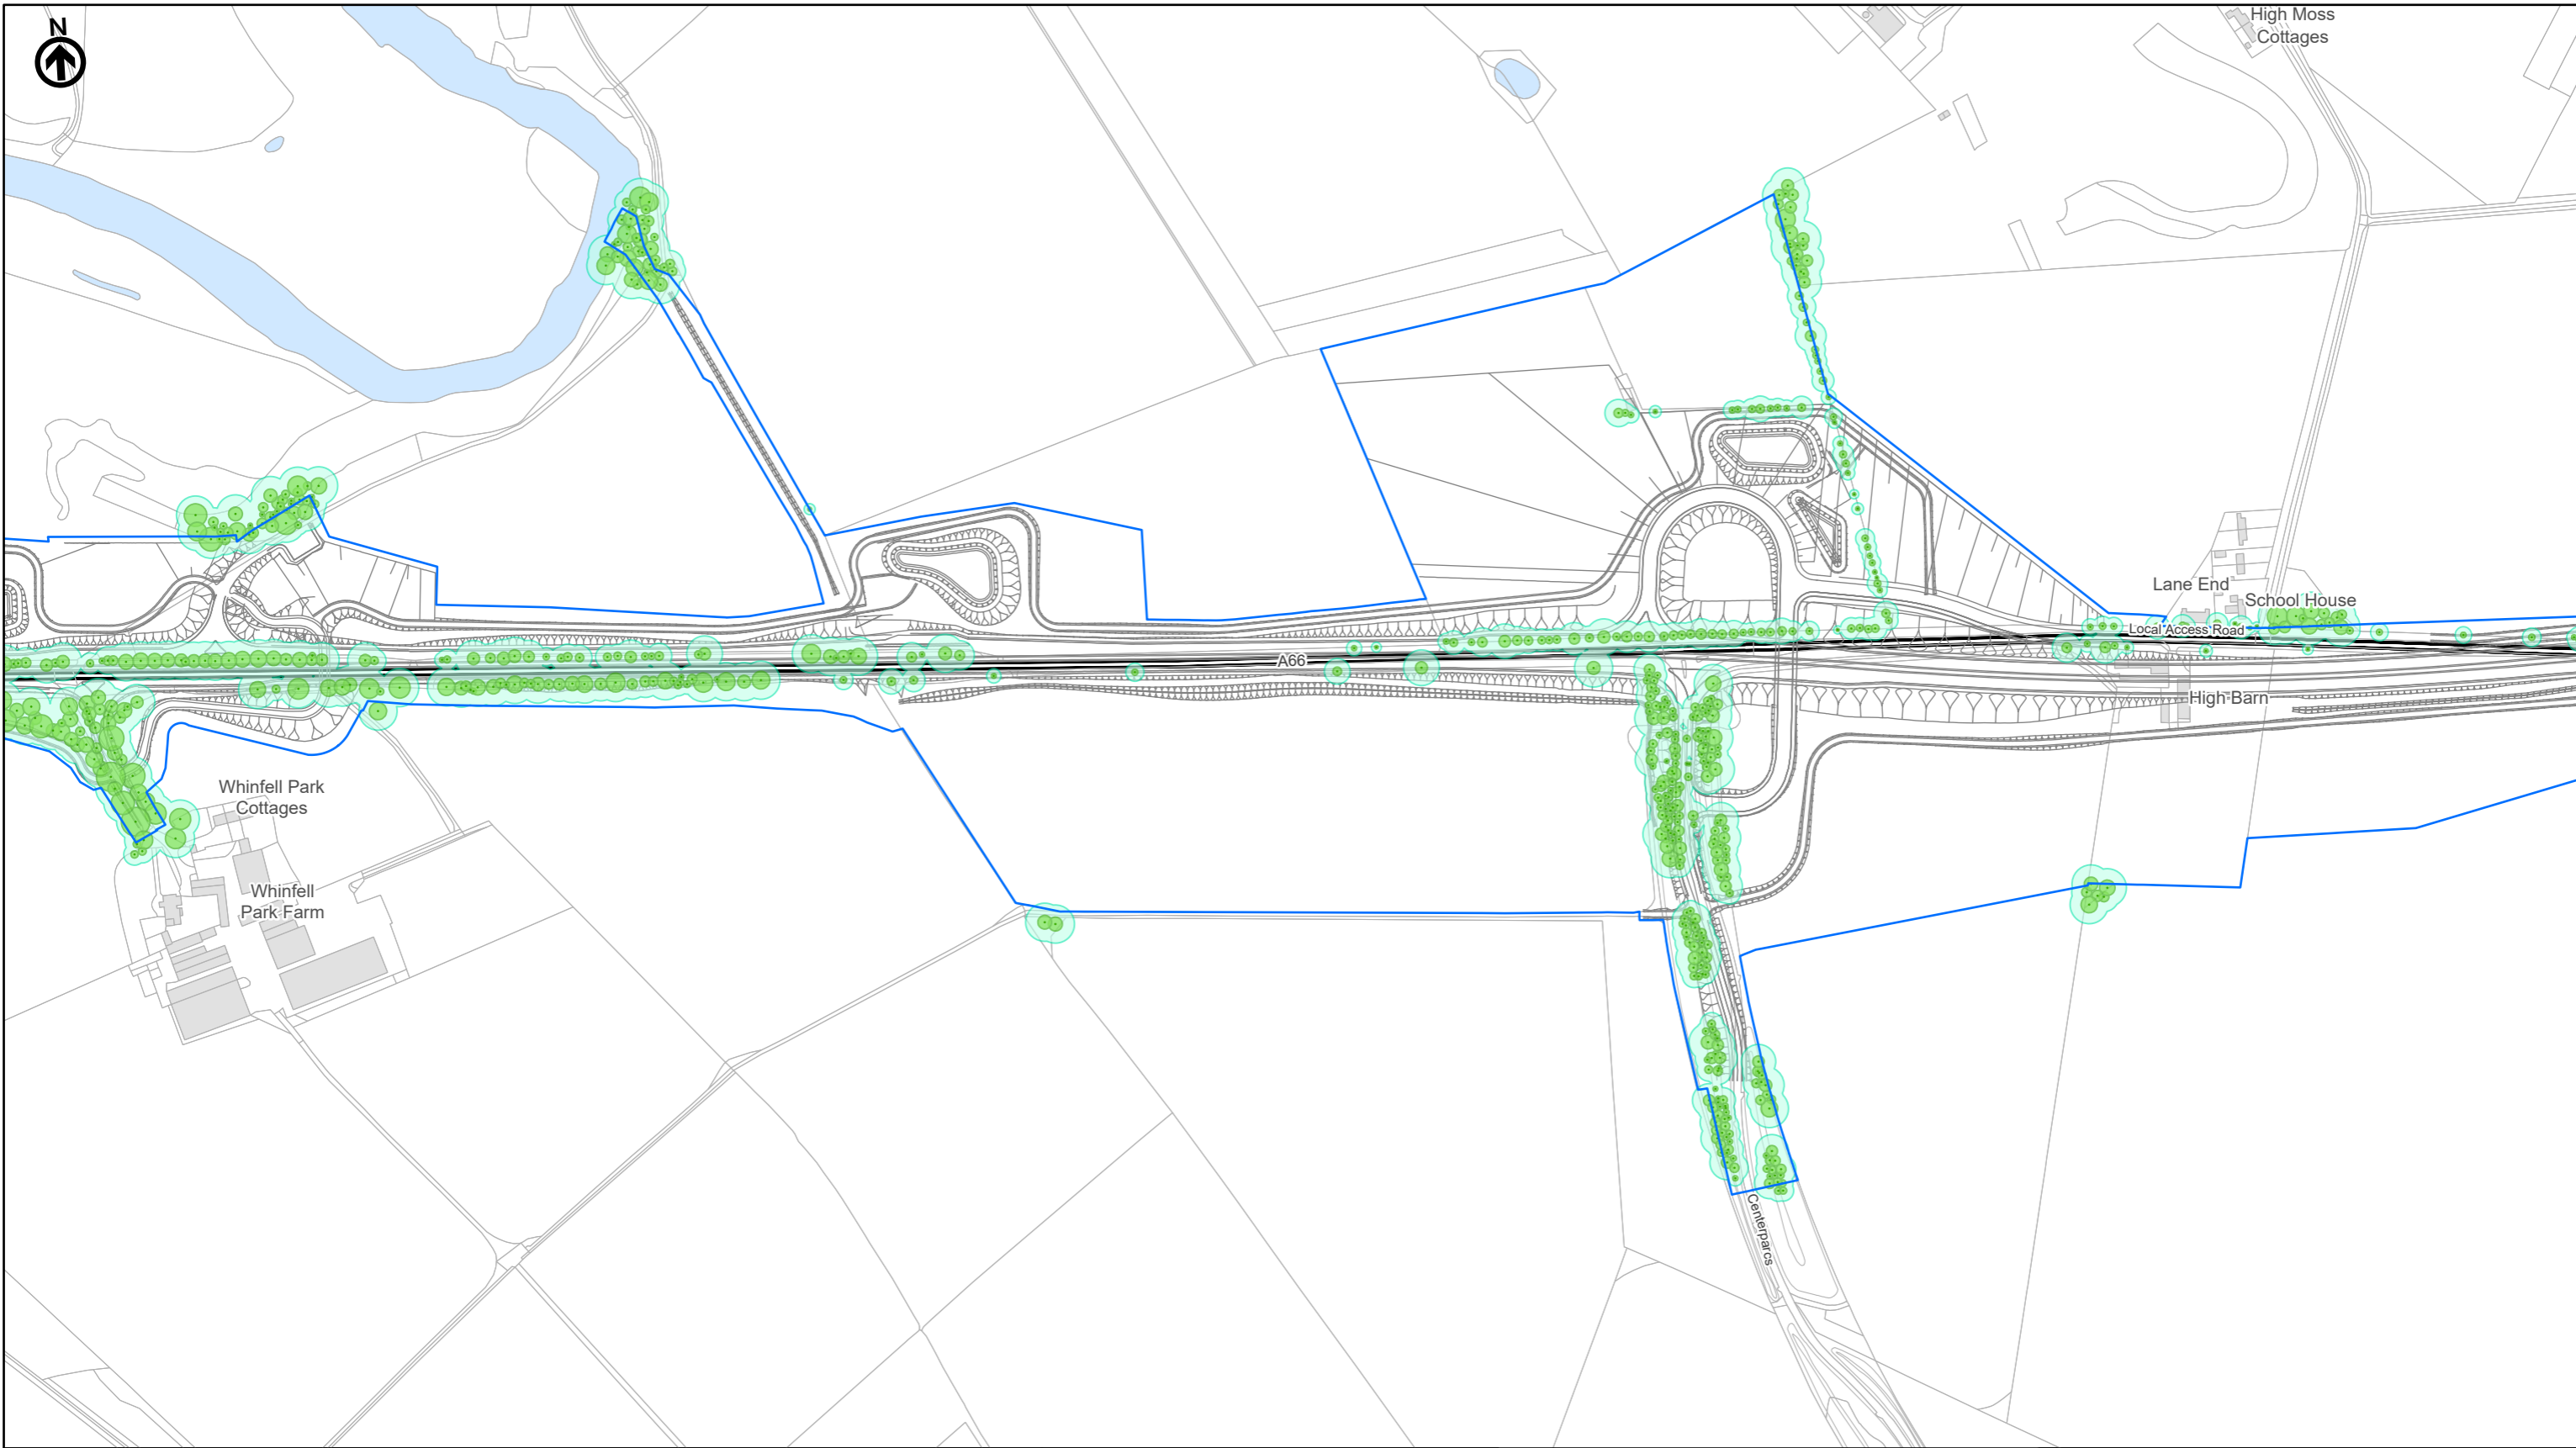 N
High Moss
Cottages
Lane End
School House
Local Access Road
A66
High Barn
Whinfell Park
Cottages
Whinfell
Park Farm
Centerparcs